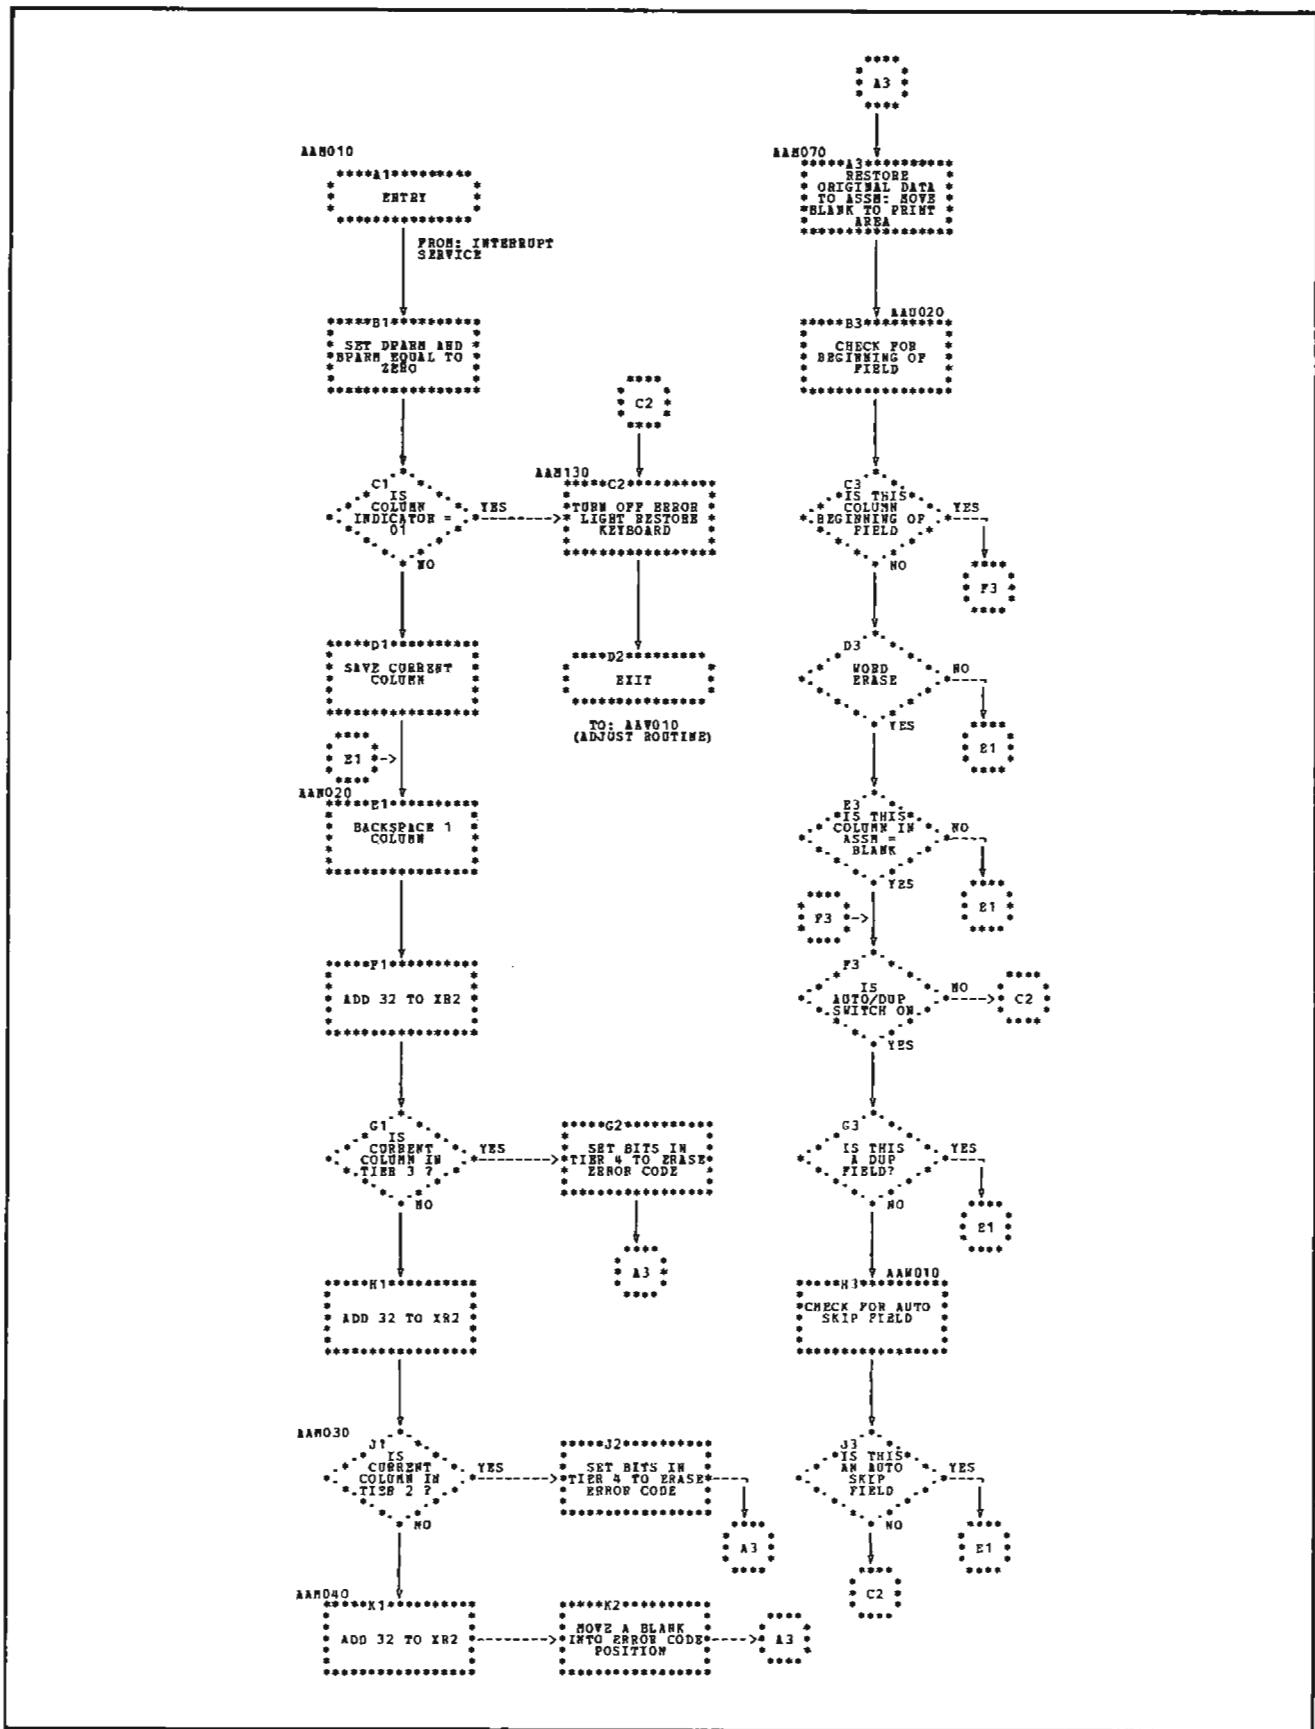 AAM010
A1
ENTRY
FROM: INTERRUPT
SERVICE
B1
SET DPARM AND
BPARM EQUAL TO
ZERO
C1
IS
COLUMN
INDICATOR =
01
YES
NO
C2
AAM130
C2
TURN OFF ERROR
LIGHT RESTORE
KEYBOARD
D2
EXIT
TO: AAV010
(ADJUST ROUTINE)
D1
SAVE CURRENT
COLUMN
E1
AAM020
E1
BACKSPACE 1
COLUMN
F1
ADD 32 TO XR2
G1
IS
CURRENT
COLUMN IN
TIER 3 ?
YES
NO
G2
SET BITS IN
TIER 4 TO ERASE
ERROR CODE
A3
H1
ADD 32 TO XR2
AAM030
J1
IS
CURRENT
COLUMN IN
TIER 2 ?
YES
NO
J2
SET BITS IN
TIER 4 TO ERASE
ERROR CODE
A3
AAM040
K1
ADD 32 TO XR2
K2
MOVE A BLANK
INTO ERROR CODE
POSITION
A3
A3
AAM070
A3
RESTORE
ORIGINAL DATA
TO ASSM: MOVE
BLANK TO PRINT
AREA
AAU020
B3
CHECK FOR
BEGINNING OF
FIELD
C3
IS THIS
COLUMN
BEGINNING OF
FIELD
YES
NO
F3
D3
WORD
ERASE
NO
YES
E1
E3
IS THIS
COLUMN IN
ASSM =
BLANK
NO
YES
E1
F3
F3
IS
AUTO/DUP
SWITCH ON
NO
YES
C2
G3
IS THIS
A DUP
FIELD?
YES
NO
E1
AAW010
H3
CHECK FOR AUTO
SKIP FIELD
J3
IS THIS
AN AUTO
SKIP
FIELD
YES
NO
E1
C2